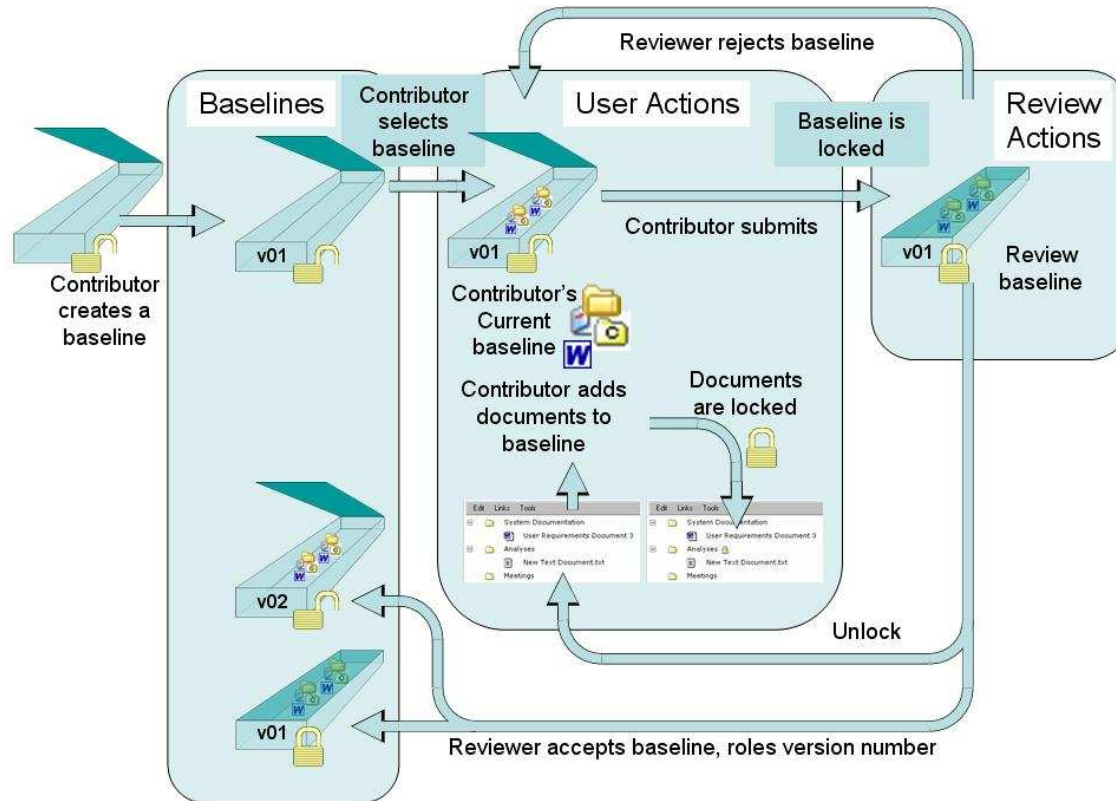 Reviewer rejects baseline
Baselines
Contributor
selects
baseline
User Actions
Baseline is
locked
Review
Actions
v01
v01
Contributor submits
v01
Contributor
creates a
baseline
Review
baseline
Contributor's
Current
baseline
C
W
Contributor adds
documents to
baseline
Documents
are locked
Edit Links Tools
System Documentation
User Requirements Document 3
Analyses
New Text Document.txt
Meetings
Edit Links Tools
System Documentation
User Requirements Document 3
Analyses
New Text Document.txt
Meetings
v02
Unlock
v01
Reviewer accepts baseline, roles version number